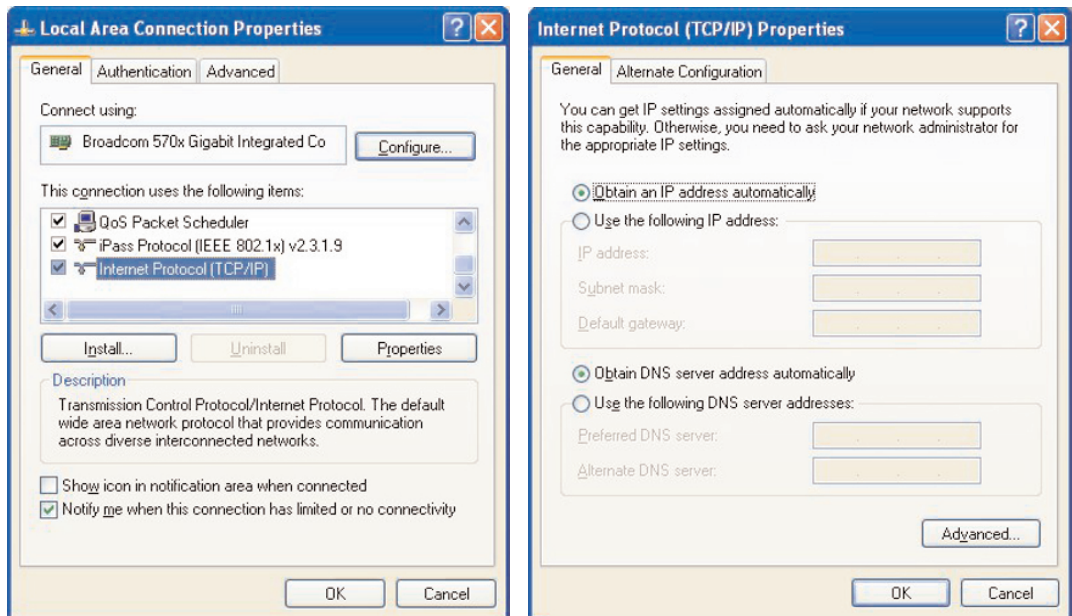 Local Area Connection Properties
General Authentication Advanced
Connect using:
Broadcom 570x Gigabit Integrated Co
Configure...
This connection uses the following items:
QoS Packet Scheduler
iPass Protocol (IEEE 802.1x) v2.3.1.9
Internet Protocol (TCP/IP)
Install... Uninstall Properties
Description
Transmission Control Protocol/Internet Protocol. The default
wide area network protocol that provides communication
across diverse interconnected networks.
Show icon in notification area when connected
Notify me when this connection has limited or no connectivity
OK Cancel
Internet Protocol (TCP/IP) Properties
General Alternate Configuration
You can get IP settings assigned automatically if your network supports
this capability. Otherwise, you need to ask your network administrator for
the appropriate IP settings.
Obtain an IP address automatically
Use the following IP address:
IP address:
Subnet mask:
Default gateway:
Obtain DNS server address automatically
Use the following DNS server addresses:
Preferred DNS server:
Alternate DNS server:
Advanced...
OK Cancel